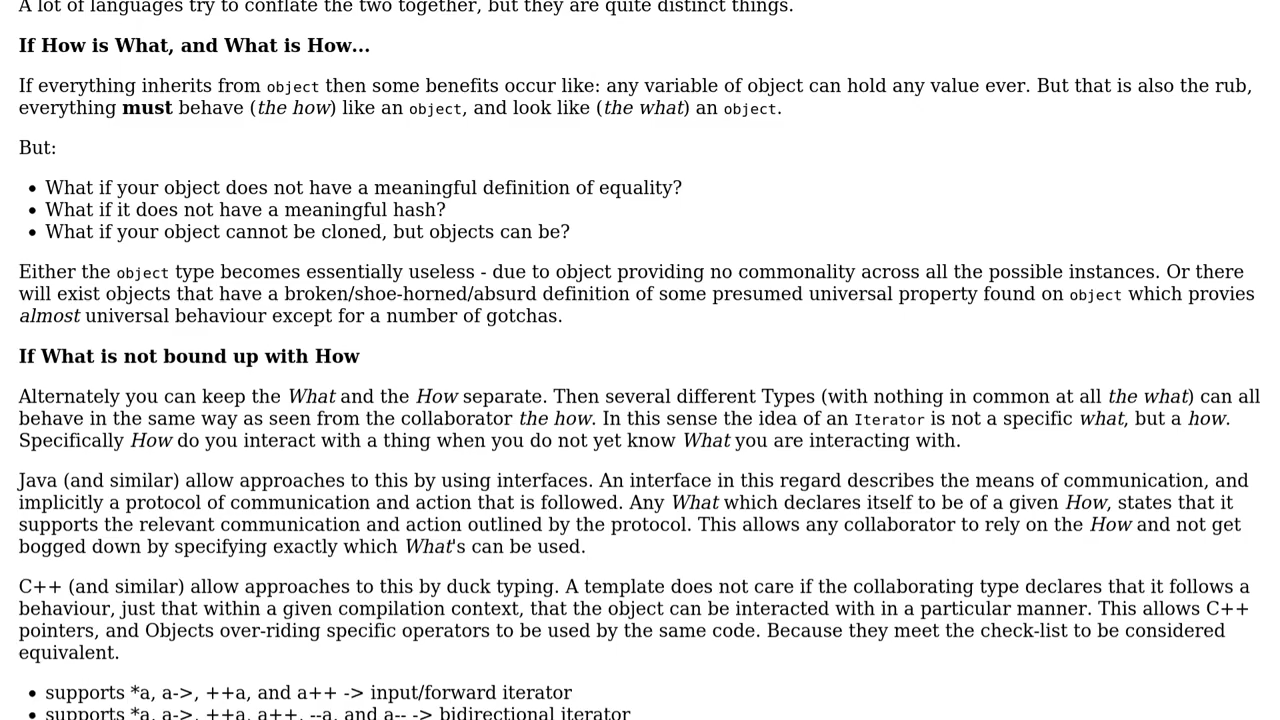 A lot of languages try to conflate the two together, but they are quite distinct things.
If How is What, and What is How...
If everything inherits from object then some benefits occur like: any variable of object can hold any value ever. But that is also the rub,
everything must behave (the how) like an object, and look like (the what) an object.
But:
• What if your object does not have a meaningful definition of equality?
• What if it does not have a meaningful hash?
• What if your object cannot be cloned, but objects can be?
Either the object type becomes essentially useless - due to object providing no commonality across all the possible instances. Or there
will exist objects that have a broken/shoe-horned/absurd definition of some presumed universal property found on object which provies
almost universal behaviour except for a number of gotchas.
If What is not bound up with How
Alternately you can keep the What and the How separate. Then several different Types (with nothing in common at all the what) can all
behave in the same way as seen from the collaborator the how. In this sense the idea of an Iterator is not a specific what, but a how.
Specifically How do you interact with a thing when you do not yet know What you are interacting with.
Java (and similar) allow approaches to this by using interfaces. An interface in this regard describes the means of communication, and
implicitly a protocol of communication and action that is followed. Any What which declares itself to be of a given How, states that it
supports the relevant communication and action outlined by the protocol. This allows any collaborator to rely on the How and not get
bogged down by specifying exactly which What's can be used.
C++ (and similar) allow approaches to this by duck typing. A template does not care if the collaborating type declares that it follows a
behaviour, just that within a given compilation context, that the object can be interacted with in a particular manner. This allows C++
pointers, and Objects over-riding specific operators to be used by the same code. Because they meet the check-list to be considered
equivalent.
• supports *a, a->, ++a, and a++ -> input/forward iterator
• supports *a, a->, ++a, a++, --a, and a-- -> bidirectional iterator